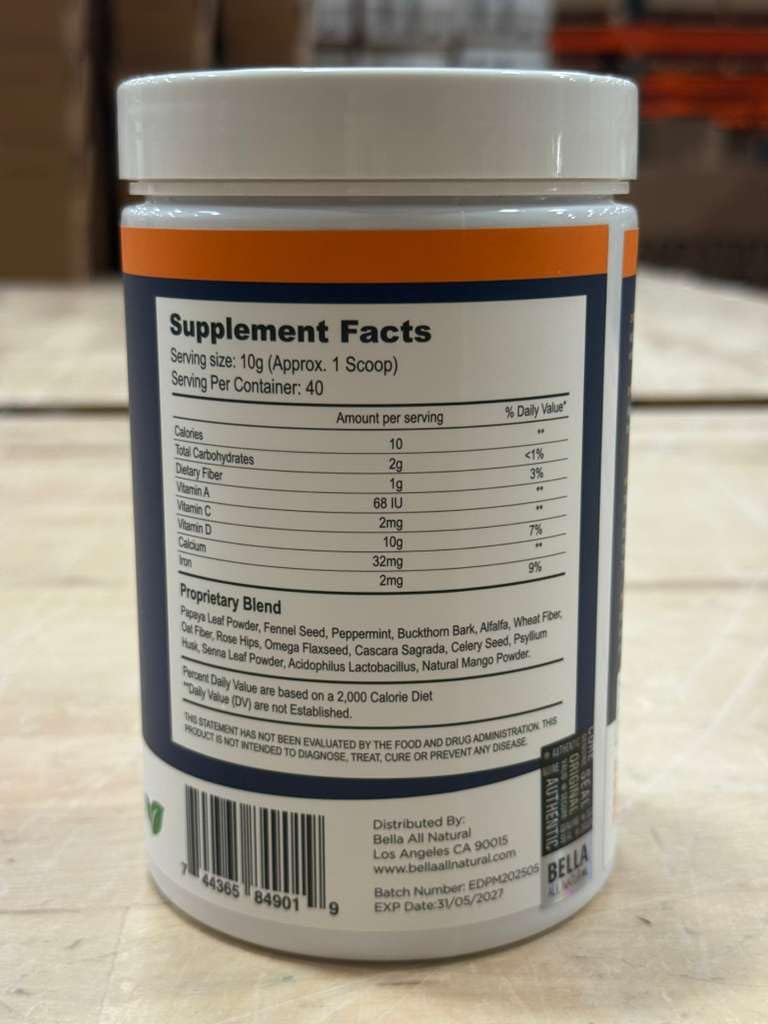 Supplement Facts
Serving size: 10g (Approx. 1 Scoop)
Serving Per Container: 40
Amount per serving % Daily Value*
Calories 10 **
Total Carbohydrates 2g <1%
Dietary Fiber 1g 3%
Vitamin A 68 IU **
Vitamin C 2mg **
Vitamin D 10g 7%
Calcium 32mg **
Iron 2mg 9%
Proprietary Blend
Papaya Leaf Powder, Fennel Seed, Peppermint, Buckthorn Bark, Alfalfa, Wheat Fiber,
Oat Fiber, Rose Hips, Omega Flaxseed, Cascara Sagrada, Celery Seed, Psyllium
Husk, Senna Leaf Powder, Acidophilus Lactobacillus, Natural Mango Powder.
Percent Daily Value are based on a 2,000 Calorie Diet
**Daily Value (DV) are not Established.
*THIS STATEMENT HAS NOT BEEN EVALUATED BY THE FOOD AND DRUG ADMINISTRATION. THIS
PRODUCT IS NOT INTENDED TO DIAGNOSE, TREAT, CURE OR PREVENT ANY DISEASE.
7 44365 84901 9
Distributed By:
Bella All Natural
Los Angeles CA 90015
www.bellaallnatural.com
Batch Number: EDPM202505
EXP Date:31/05/2027
ORIGINAL
AUTHENTIC
BELLA
ALL NATURAL